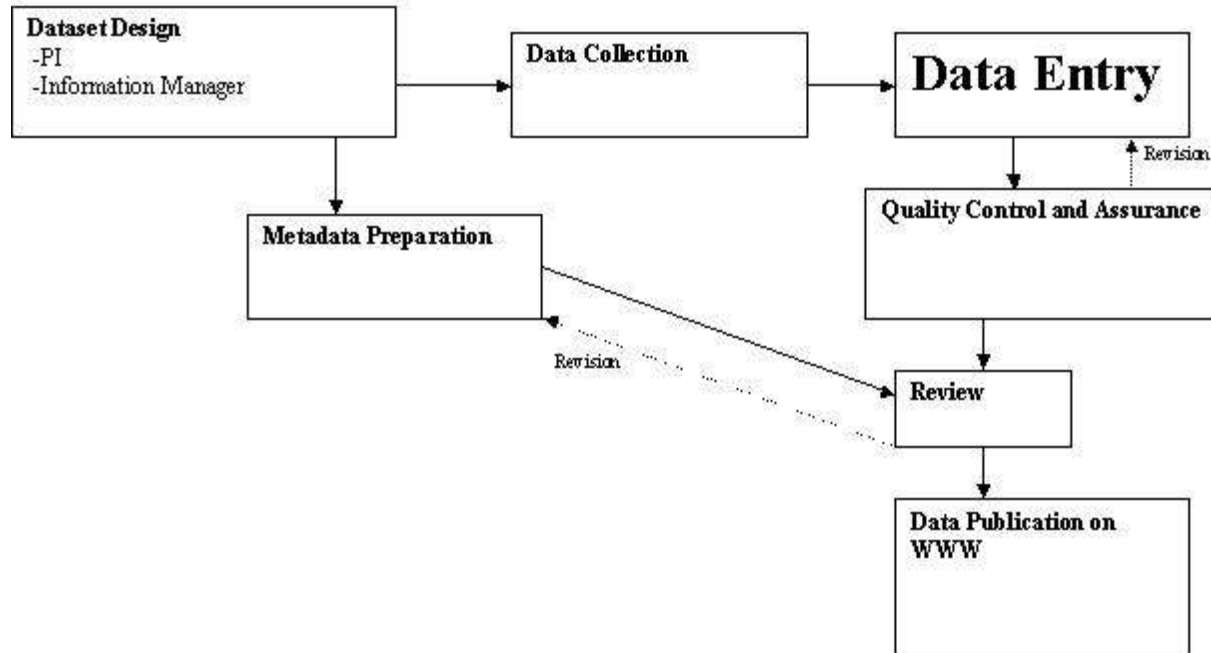 Dataset Design
-PI
-Information Manager
Data Collection
Data Entry
Revision
Metadata Preparation
Quality Control and Assurance
Revision
Review
Data Publication on
WWW